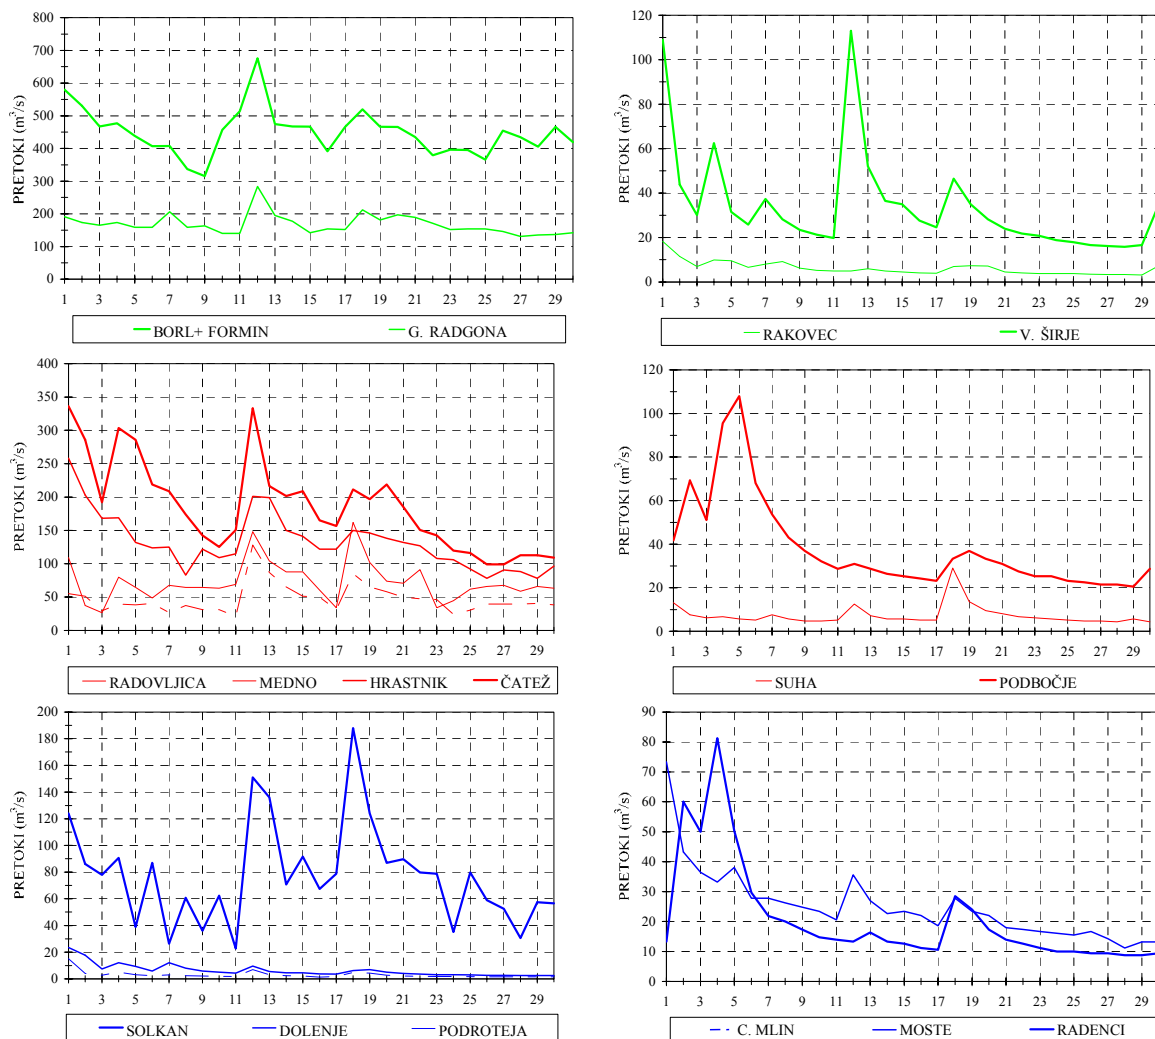 PRETOKI (m³/s)
800
700
600
500
400
300
200
100
0
1 3 5 7 9 11 13 15 17 19 21 23 25 27 29
BORL+ FORMIN G. RADGONA
PRETOKI (m³/s)
120
100
80
60
40
20
0
1 3 5 7 9 11 13 15 17 19 21 23 25 27 29
RAKOVEC V. ŠIRJE
PRETOKI (m³/s)
400
350
300
250
200
150
100
50
0
1 3 5 7 9 11 13 15 17 19 21 23 25 27 29
RADOVLJICA MEDNO HRASTNIK ČATEŽ
PRETOKI (m³/s)
120
100
80
60
40
20
0
1 3 5 7 9 11 13 15 17 19 21 23 25 27 29
SUHA PODBOČJE
PRETOKI (m³/s)
200
180
160
140
120
100
80
60
40
20
0
1 3 5 7 9 11 13 15 17 19 21 23 25 27 29
SOLKAN DOLENJE PODROTEJA
PRETOKI (m³/s)
90
80
70
60
50
40
30
20
10
0
1 3 5 7 9 11 13 15 17 19 21 23 25 27 29
C. MLIN MOSTE RADENCI